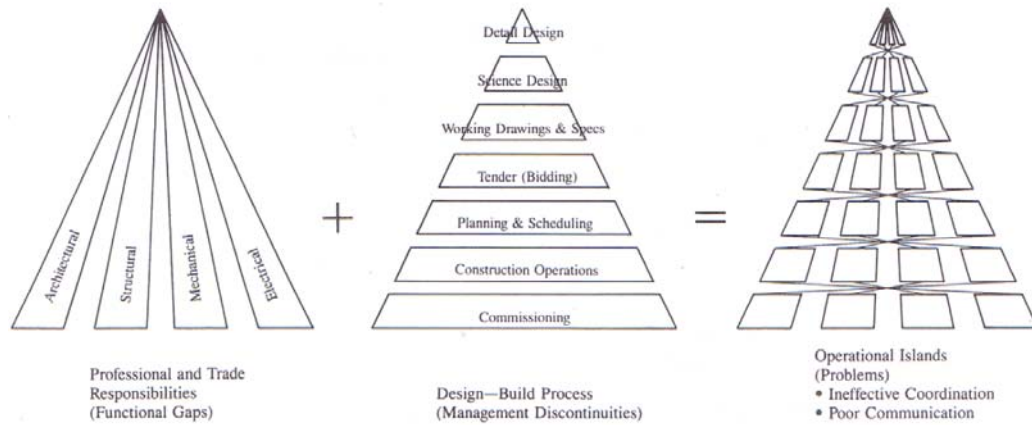 Architectural
Structural
Mechanical
Electrical
Professional and Trade
Responsibilities
(Functional Gaps)
+
Detail Design
Science Design
Working Drawings & Specs
Tender (Bidding)
Planning & Scheduling
Construction Operations
Commissioning
Design—Build Process
(Management Discontinuities)
=
Operational Islands
(Problems)
• Ineffective Coordination
• Poor Communication